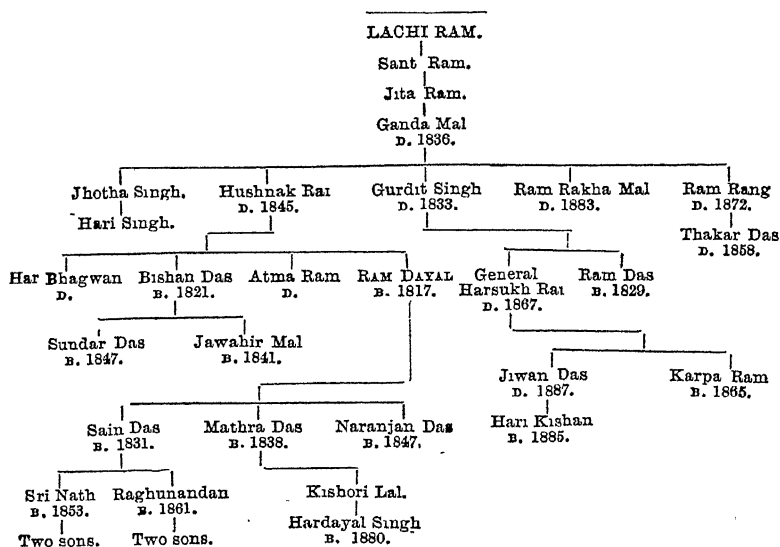 LACHI RAM.
Sant Ram.
Jita Ram.
Ganda Mal
D. 1836.
Jhotha Singh. Hushnak Rai Gurdit Singh Ram Rakha Mal Ram Rang
D. 1845. D. 1833. D. 1883. D. 1872.
Hari Singh. Thakar Das
D. 1858.
Har Bhagwan Bishan Das Atma Ram RAM DAYAL General Ram Das
D. B. 1821. D. B. 1817. Harsukh Rai B. 1829.
D. 1867.
Sundar Das Jawahir Mal
B. 1847. B. 1841.
Jiwan Das Karpa Ram
D. 1887. B. 1865.
Hari Kishan
B. 1885.
Sain Das Mathra Das Naranjan Das
B. 1831. B. 1838. B. 1847.
Sri Nath Raghunandan Kishori Lal.
B. 1853. B. 1861.
Two sons. Two sons. Hardayal Singh
B. 1880.